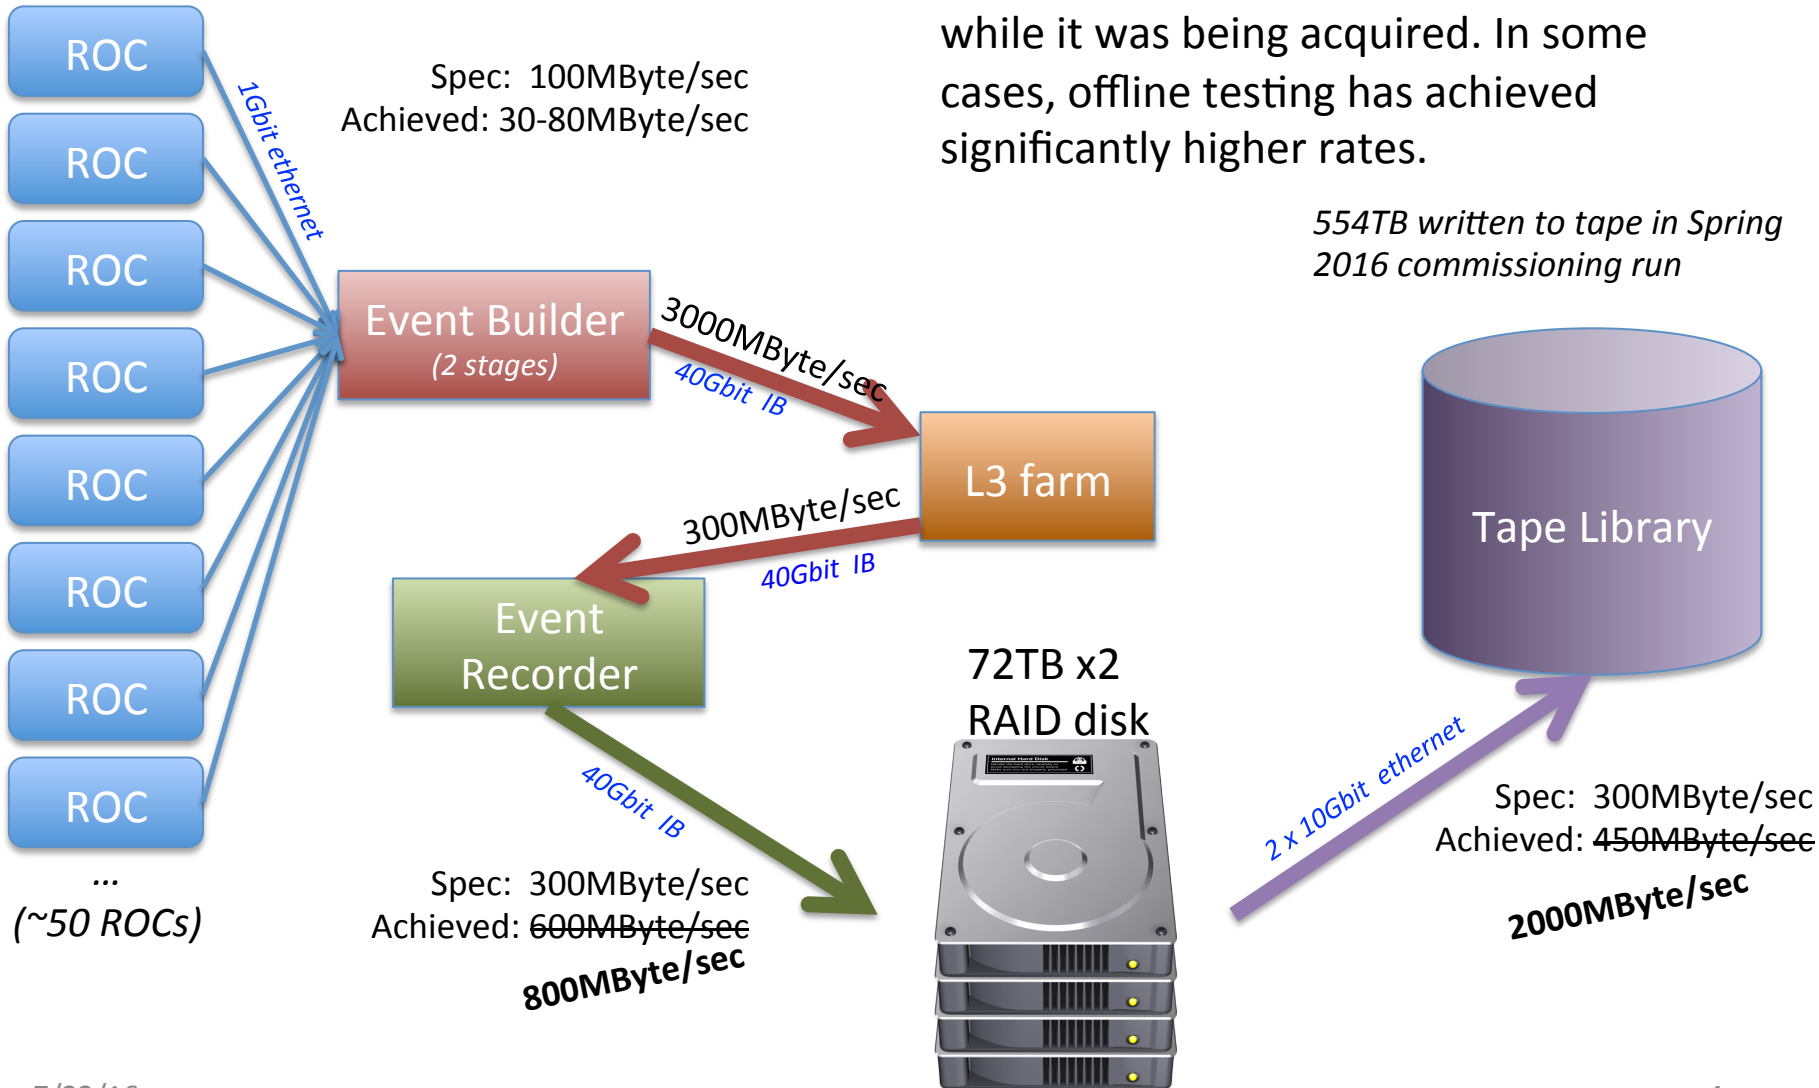 while it was being acquired. In some
cases, offline testing has achieved
significantly higher rates.
554TB written to tape in Spring
2016 commissioning run
Spec: 100MByte/sec
Achieved: 30-80MByte/sec
ROC
ROC
ROC
ROC
ROC
ROC
ROC
ROC
...
(~50 ROCs)
1Gbit ethernet
Event Builder
(2 stages)
3000MByte/sec
40Gbit IB
L3 farm
300MByte/sec
40Gbit IB
Event
Recorder
40Gbit IB
Spec: 300MByte/sec
Achieved: 600MByte/sec
800MByte/sec
72TB x2
RAID disk
Internal Hard Disk
2 x 10Gbit ethernet
Tape Library
Spec: 300MByte/sec
Achieved: 450MByte/sec
2000MByte/sec